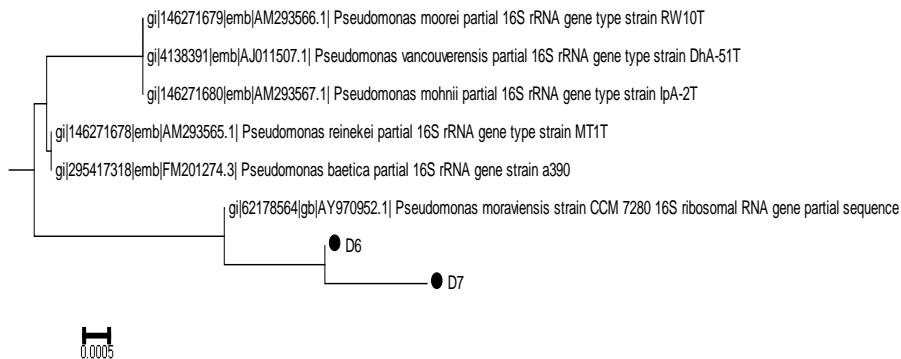 gi|146271679|emb|AM293566.1| Pseudomonas moorei partial 16S rRNA gene type strain RW10T
gi|4138391|emb|AJ011507.1| Pseudomonas vancouverensis partial 16S rRNA gene type strain DhA-51T
gi|146271680|emb|AM293567.1| Pseudomonas mohnii partial 16S rRNA gene type strain IpA-2T
gi|146271678|emb|AM293565.1| Pseudomonas reinekei partial 16S rRNA gene type strain MT1T
gi|295417318|emb|FM201274.3| Pseudomonas baetica partial 16S rRNA gene strain a390
gi|62178564|gb|AY970952.1| Pseudomonas moraviensis strain CCM 7280 16S ribosomal RNA gene partial sequence
D6
D7
0.0005